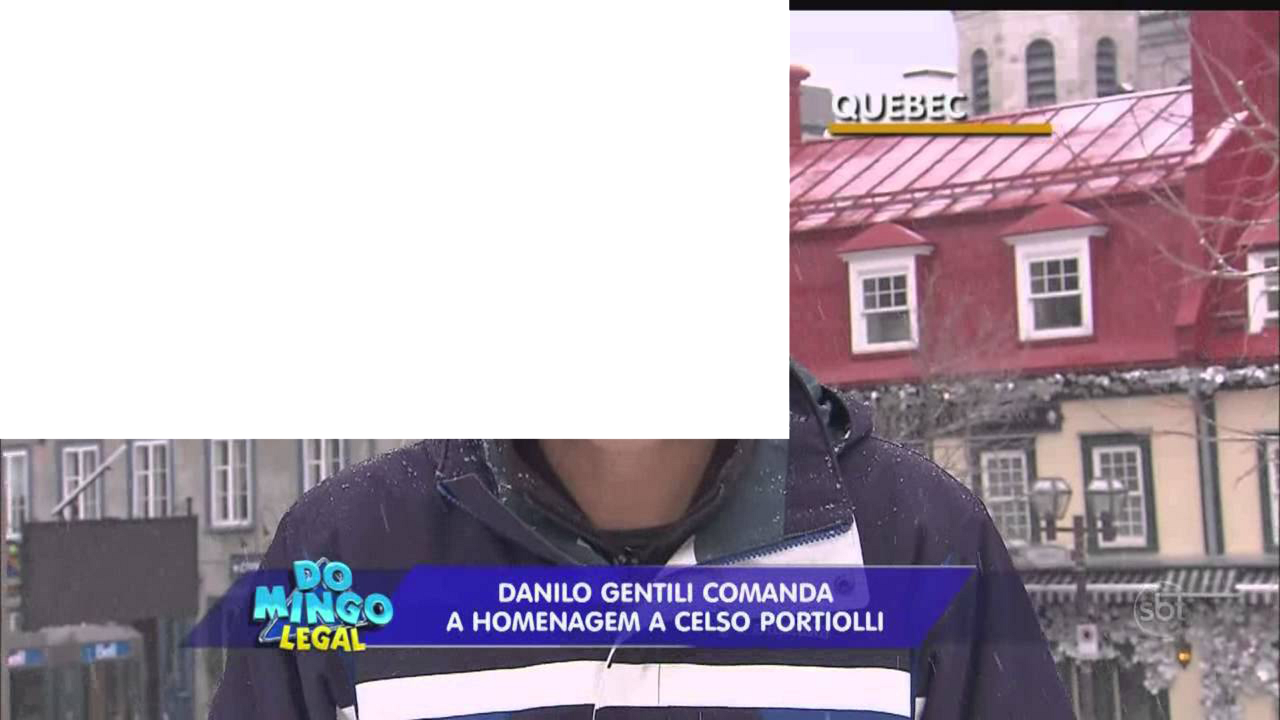 QUEBEC
DO
MINGO
LEGAL
DANILO GENTILI COMANDA
A HOMENAGEM A CELSO PORTIOLLI
sbt